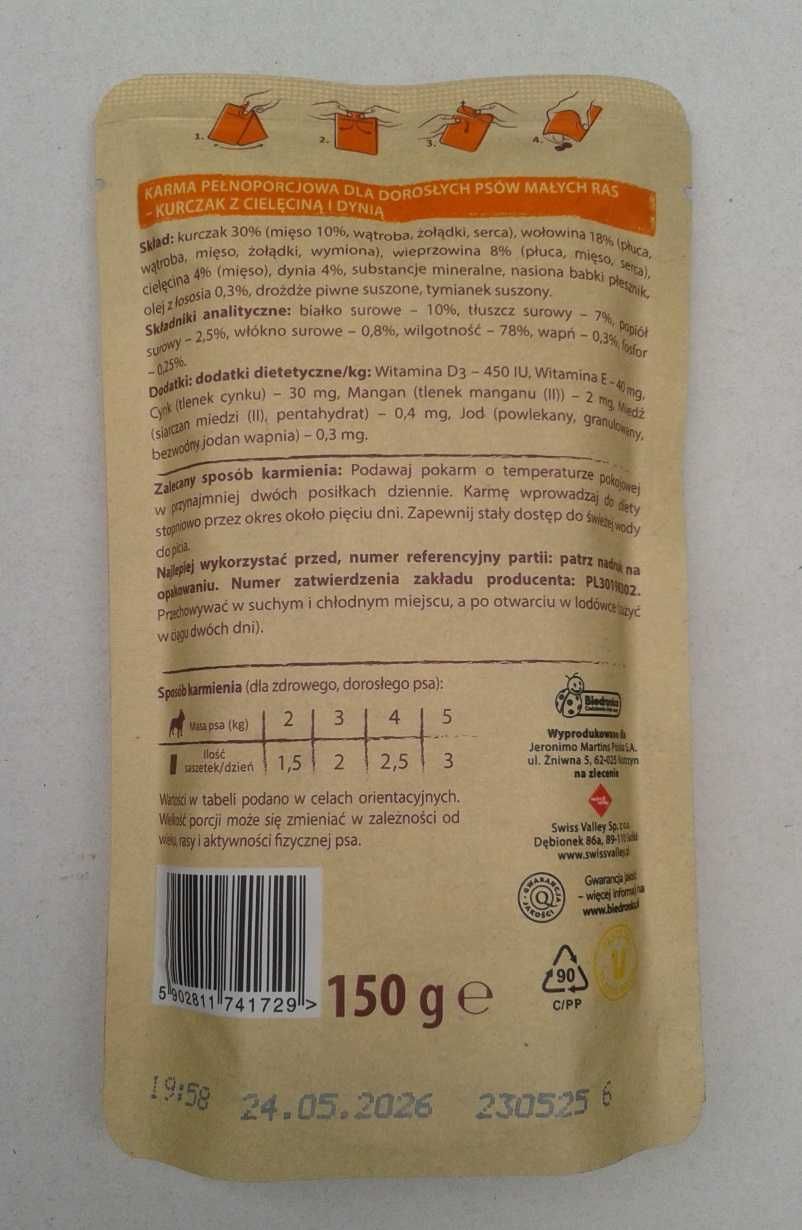 1.
2.
3.
4.
KARMA PEŁNOPORCJOWA DLA DOROSŁYCH PSÓW MAŁYCH RAS
- KURCZAK Z CIELĘCINĄ I DYNIĄ
Skład: kurczak 30% (mięso 10%, wątroba, żołądki, serca), wołowina 18% (płuca,
wątroba, mięso, żołądki, wymiona), wieprzowina 8% (płuca, mięso, serca),
cielęcina 4% (mięso), dynia 4%, substancje mineralne, nasiona babki płesznik,
olej z łososia 0,3%, drożdże piwne suszone, tymianek suszony.
Składniki analityczne: białko surowe – 10%, tłuszcz surowy – 7%, popiół
surowy – 2,5%, włókno surowe – 0,8%, wilgotność – 78%, wapń – 0,3%, fosfor
– 0,25%.
Dodatki: dodatki dietetyczne/kg: Witamina D3 – 450 IU, Witamina E – 40 mg,
Cynk (tlenek cynku) – 30 mg, Mangan (tlenek manganu (II)) – 2 mg, Miedź
(siarczan miedzi (II), pentahydrat) – 0,4 mg, Jod (powlekany, granulowany,
bezwodny jodan wapnia) – 0,3 mg.
Zalecany sposób karmienia: Podawaj pokarm o temperaturze pokojowej
w przynajmniej dwóch posiłkach dziennie. Karmę wprowadzaj do diety
stopniowo przez okres około pięciu dni. Zapewnij stały dostęp do świeżej wody
do picia.
Najlepiej wykorzystać przed, numer referencyjny partii: patrz nadruk na
opakowaniu. Numer zatwierdzenia zakładu producenta:
Przechowywać w suchym i chłodnym miejscu, a po otwarciu w lodówce (zużyć
w ciągu dwóch dni).
Sposób karmienia (dla zdrowego, dorosłego psa):
Masa psa (kg) 2 3 4 5
Ilość
saszetek/dzień 1,5 2 2,5 3
Wartości w tabeli podano w celach orientacyjnych.
Wielkość porcji może się zmieniać w zależności od
wieku, rasy i aktywności fizycznej psa.
Biedronka
Wyprodukowano dla
Jeronimo Martins Polska S.A.
ul. Żniwna 5, 62-025 Kostrzyn
na zlecenie
Swiss Valley Sp. z o.o.
Dębionek 86a, 89-110 Sadki
www.swissvalley.pl
GWARANCJA JAKOŚCI
Q
Gwarancja jakości
– więcej informacji na
www.biedronka.pl
5 902811 741729 >
150 g e
90
C/PP
V
19:58 24.05.2026 230525 6